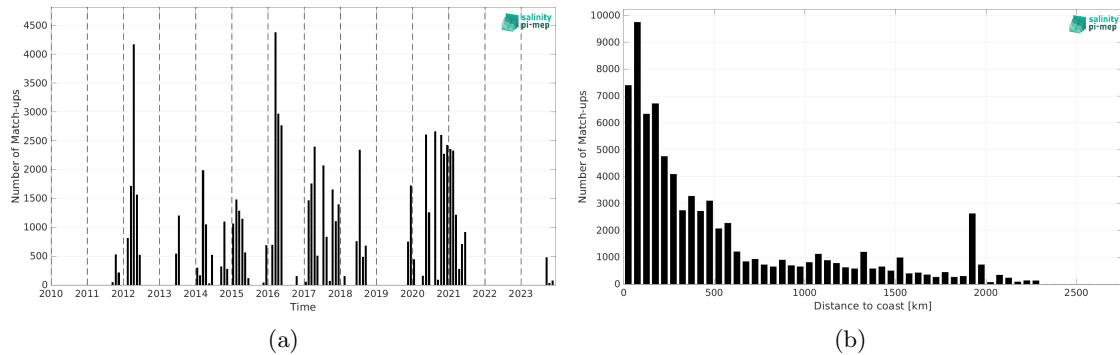 salinity
pi-mep
Number of Match-ups
4500
4000
3500
3000
2500
2000
1500
1000
500
0
2010 2011 2012 2013 2014 2015 2016 2017 2018 2019 2020 2021 2022 2023
Time
(a)
salinity
pi-mep
Number of Match-ups
10000
9000
8000
7000
6000
5000
4000
3000
2000
1000
0
0 500 1000 1500 2000 2500
Distance to coast [km]
(b)